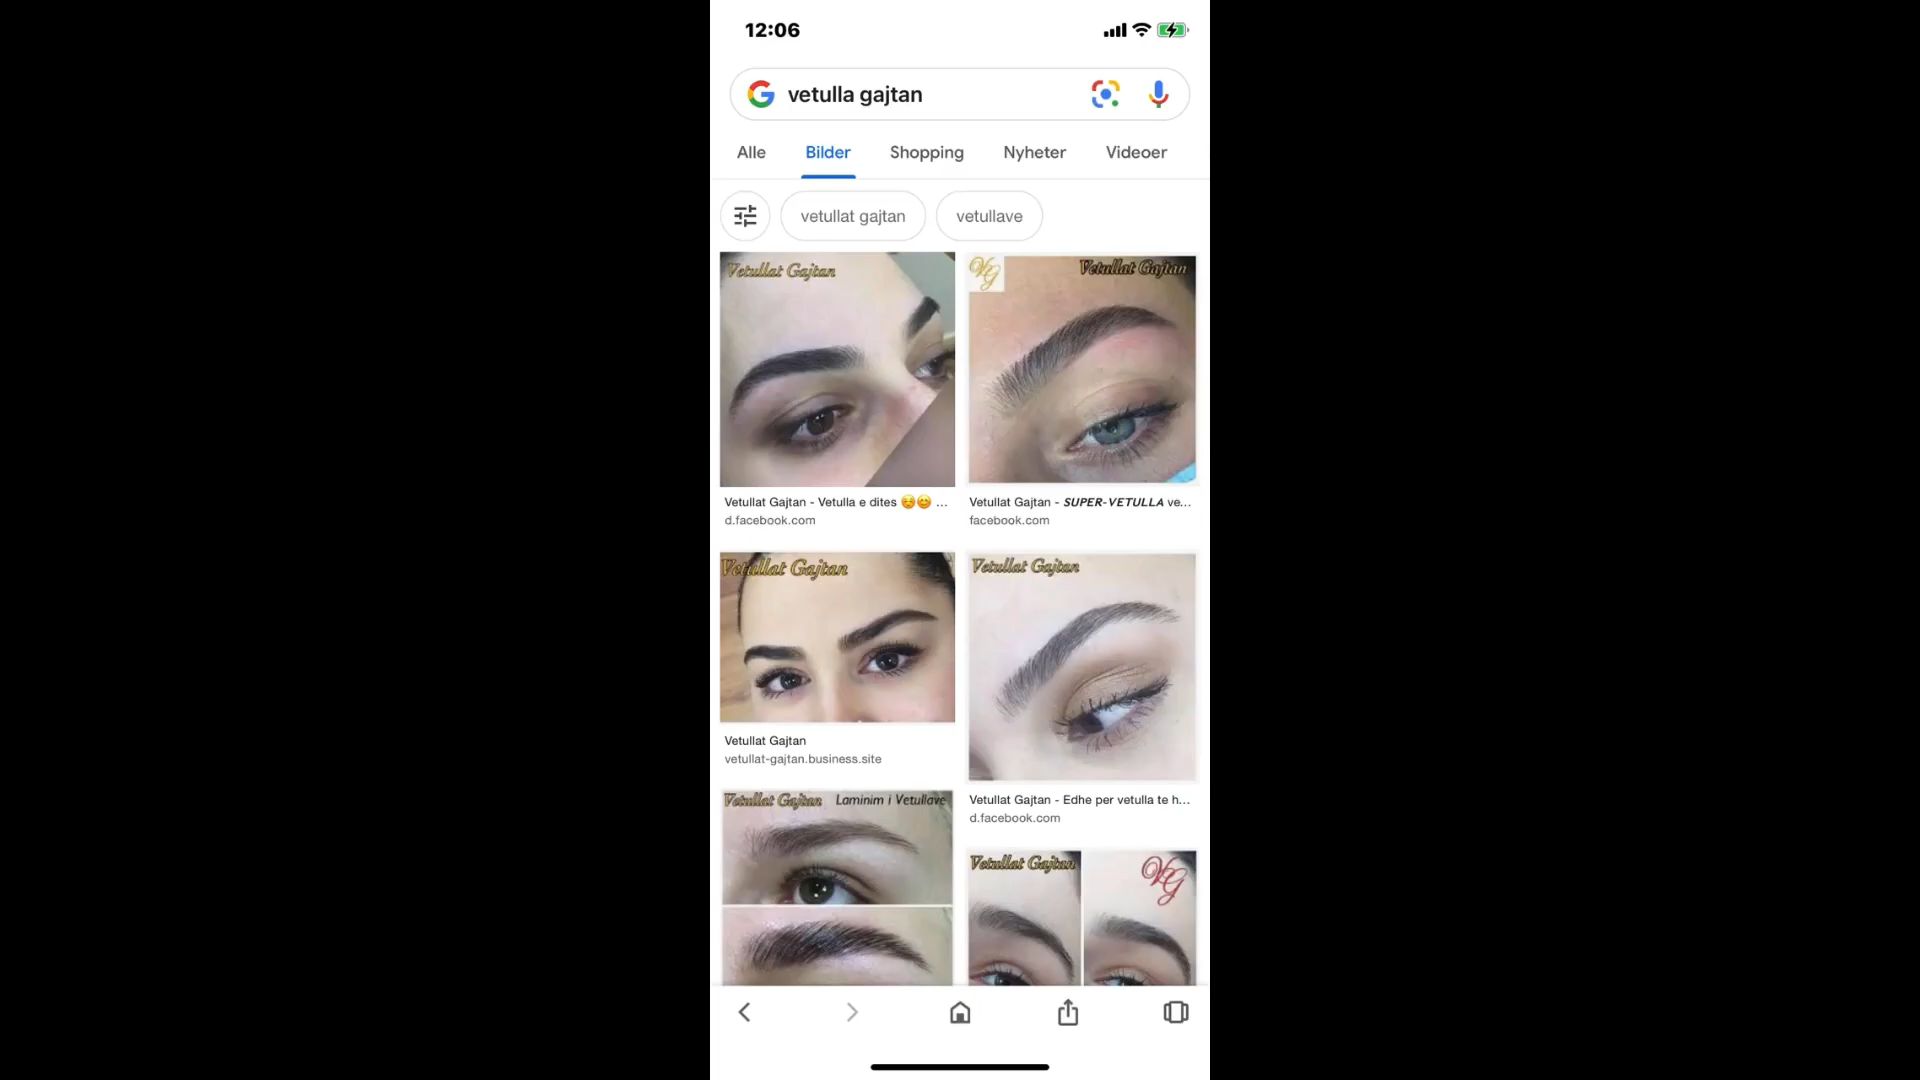 12:06
vetulla gajtan
Alle Bilder Shopping Nyheter Videoer
vetullat gajtan vetullave
Vetullat Gajtan
VG Vetullat Gajtan
Vetullat Gajtan - Vetulla e dites ☺️😊 ...
d.facebook.com
Vetullat Gajtan - SUPER-VETULLA ve...
facebook.com
Vetullat Gajtan
Vetullat Gajtan
Vetullat Gajtan
vetullat-gajtan.business.site
Vetullat Gajtan Laminim i Vetullave
Vetullat Gajtan - Edhe per vetulla te h...
d.facebook.com
Vetullat Gajtan VG